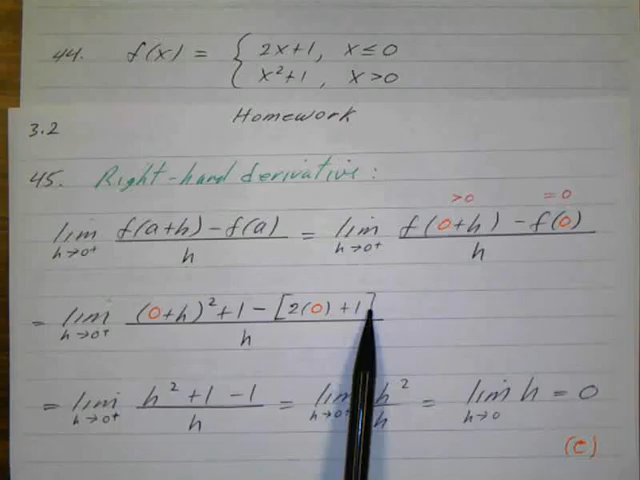 44. f(x) = { 2x+1, x ≤ 0
{ x²+1, x > 0
Homework
3.2
45. Right-hand derivative:
>0 =0
lim h→0⁺ f(a+h) - f(a) / h = lim h→0⁺ f(0+h) - f(0) / h
= lim h→0⁺ (0+h)² + 1 - [2(0) + 1] / h
= lim h→0⁺ h² + 1 - 1 / h = lim h→0⁺ h² / h = lim h→0 h = 0
(c)